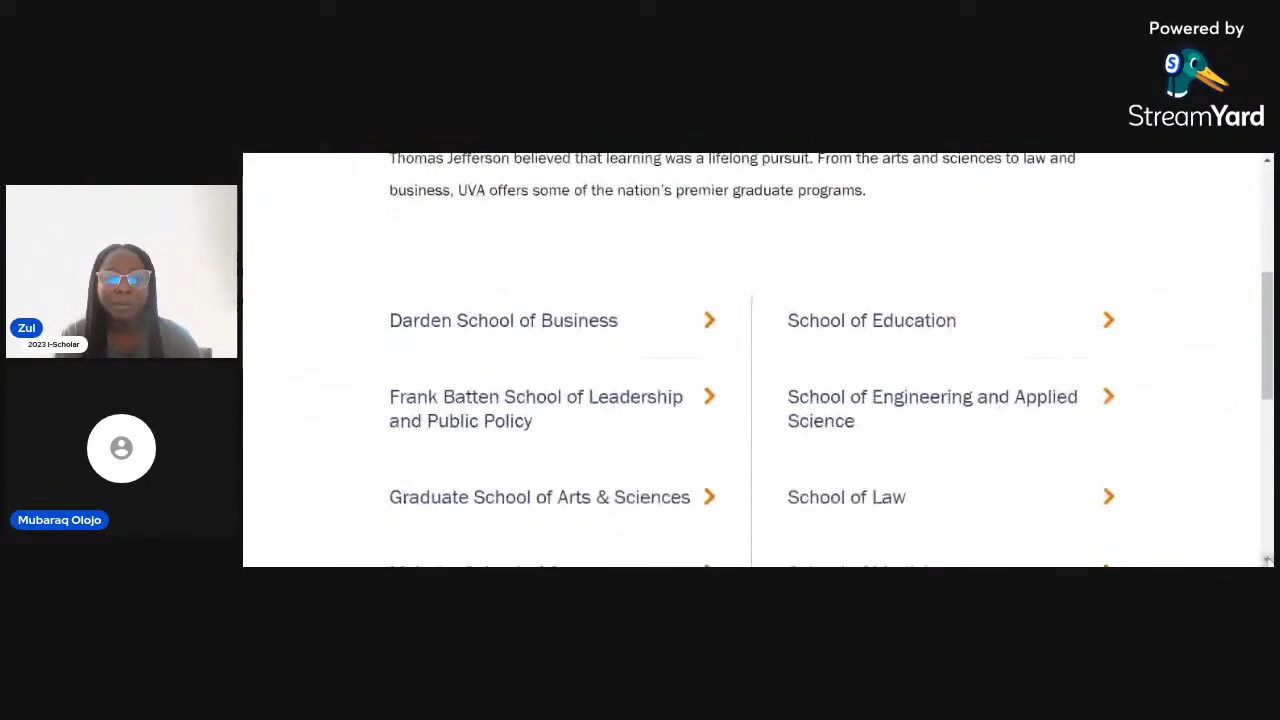 Powered by
StreamYard
Thomas Jefferson believed that learning was a lifelong pursuit. From the arts and sciences to law and
business, UVA offers some of the nation's premier graduate programs.
Darden School of Business
School of Education
Frank Batten School of Leadership
and Public Policy
School of Engineering and Applied
Science
Graduate School of Arts & Sciences
School of Law
Zul
2023 I-Scholar
Mubaraq Olojo